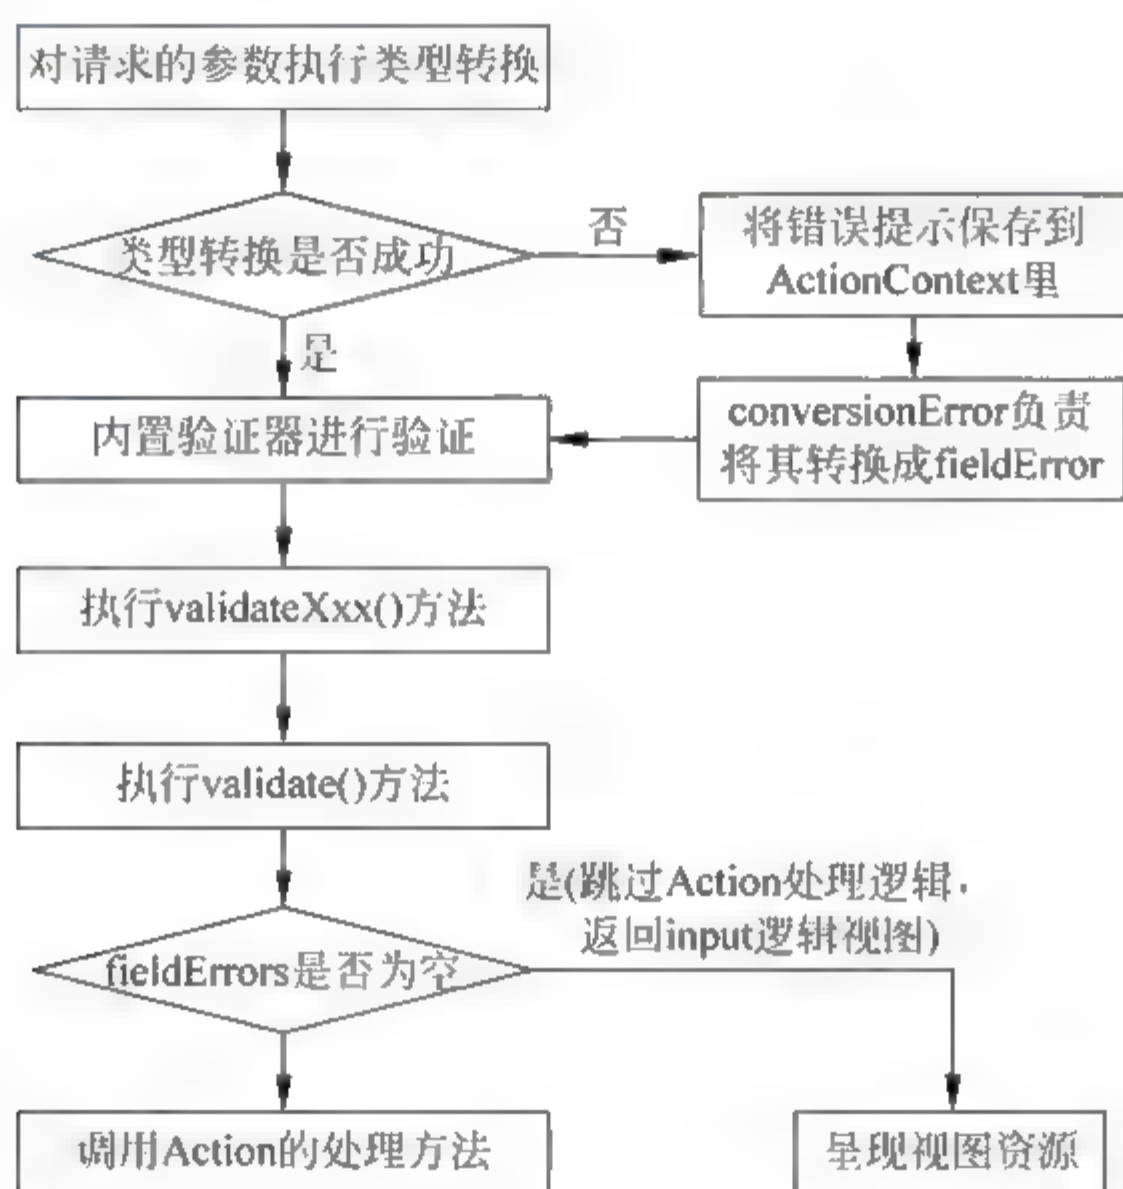 对请求的参数执行类型转换
类型转换是否成功
否
将错误提示保存到
ActionContext里
是
conversionError负责
将其转换成fieldError
内置验证器进行验证
执行validateXxx()方法
执行validate()方法
是(跳过Action处理逻辑,
返回input逻辑视图)
fieldErrors是否为空
调用Action的处理方法
呈现视图资源